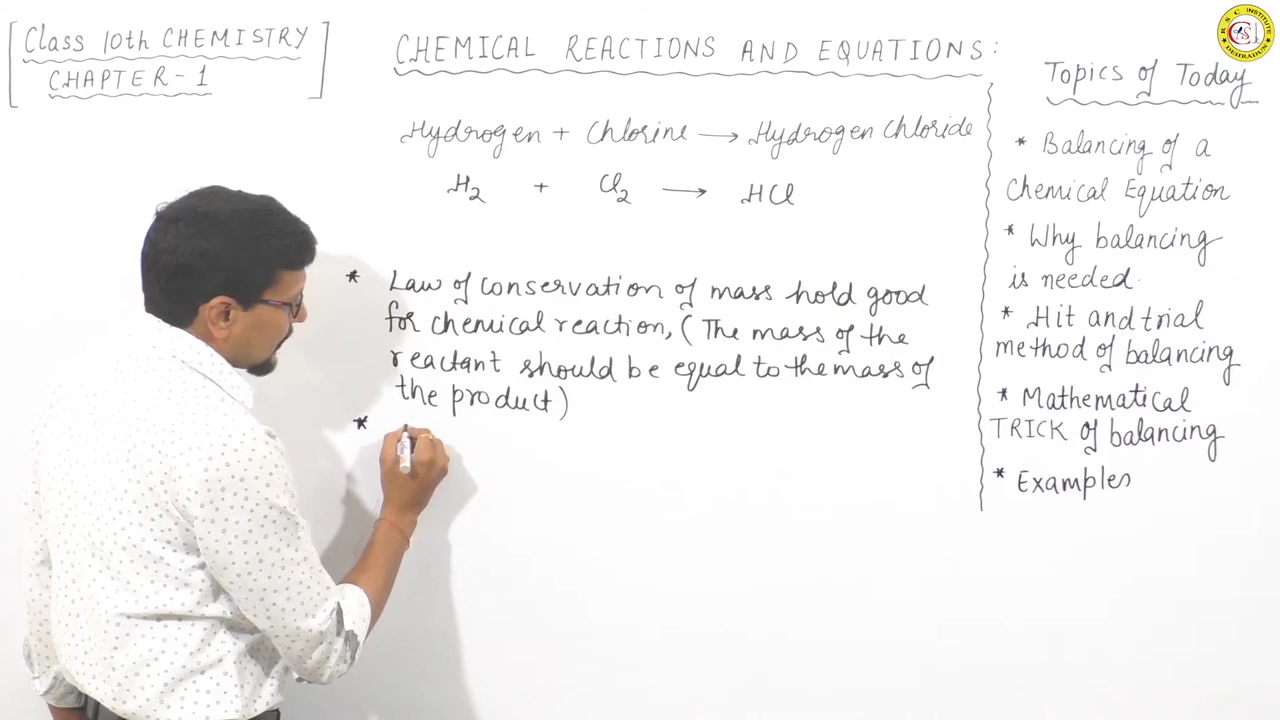 Class 10th CHEMISTRY
CHAPTER-1
CHEMICAL REACTIONS AND EQUATIONS:
Hydrogen + Chlorine → Hydrogen Chloride
H2 + Cl2 → HCl
* Law of conservation of mass hold good
for chemical reaction, (The mass of the
reactant should be equal to the mass of
the product)
*
Topics of Today
* Balancing of a
Chemical Equation
* Why balancing
is needed.
* Hit and trial
method of balancing
* Mathematical
TRICK of balancing
* Examples
R S C INSTITUTE
DEHRADUN